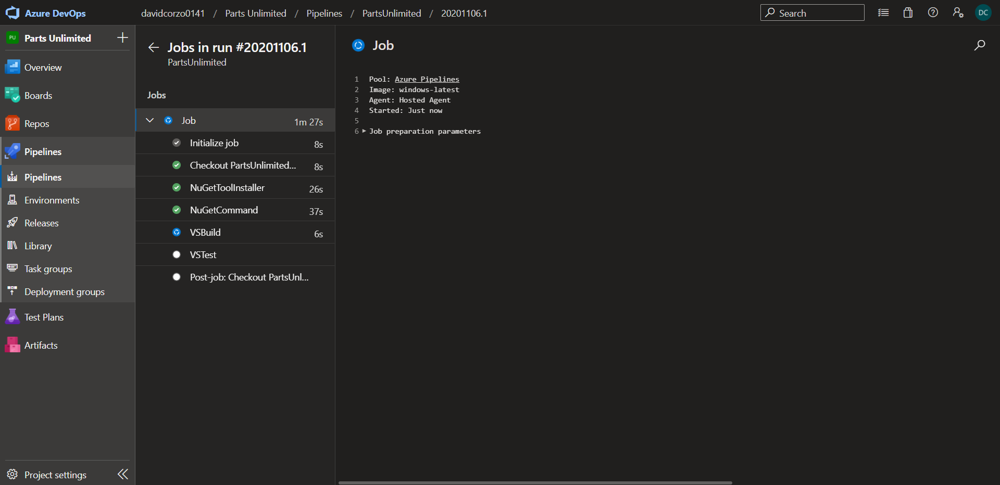 Azure DevOps
davidcorzo0141 / Parts Unlimited / Pipelines / PartsUnlimited / 20201106.1
Search
DC
PU Parts Unlimited
Overview
Boards
Repos
Pipelines
Pipelines
Environments
Releases
Library
Task groups
Deployment groups
Test Plans
Artifacts
Project settings
Jobs in run #20201106.1
PartsUnlimited
Jobs
Job 1m 27s
Initialize job 8s
Checkout PartsUnlimited... 8s
NuGetToolInstaller 26s
NuGetCommand 37s
VSBuild 6s
VSTest
Post-job: Checkout PartsUnl...
Job
1 Pool: Azure Pipelines
2 Image: windows-latest
3 Agent: Hosted Agent
4 Started: Just now
5
6 Job preparation parameters